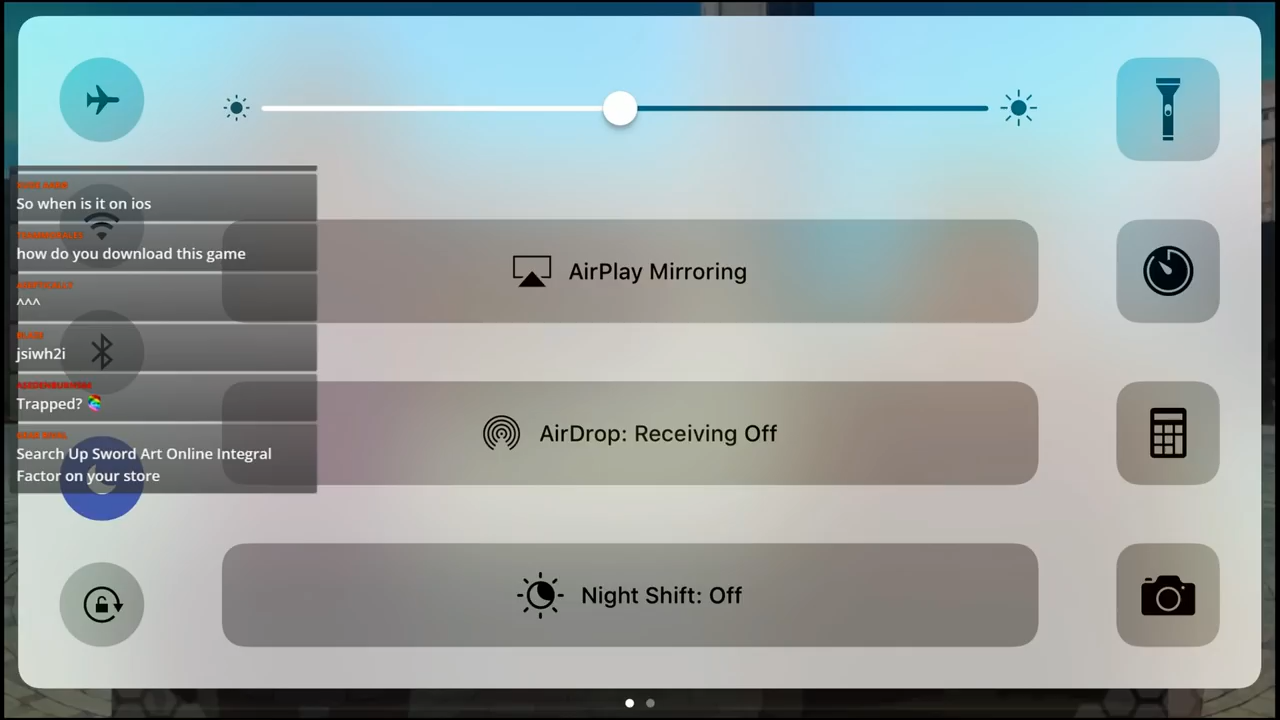 So when is it on ios
how do you download this game
^^^
jsiwh2i
Trapped?
Search Up Sword Art Online Integral
Factor on your store
AirPlay Mirroring
AirDrop: Receiving Off
Night Shift: Off